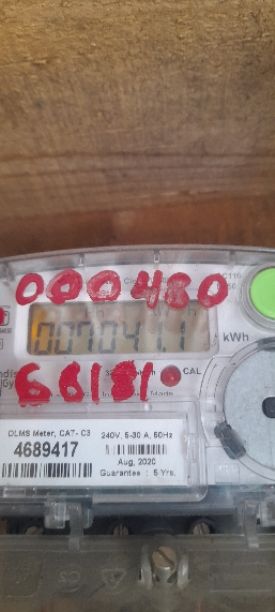 000480
007041.1
kWh
66181
CAL
DLMS Meter, CAT- C3
240V, 5-30 A, 50Hz
4689417
Aug, 2020
Guarantee : 5 Yrs.